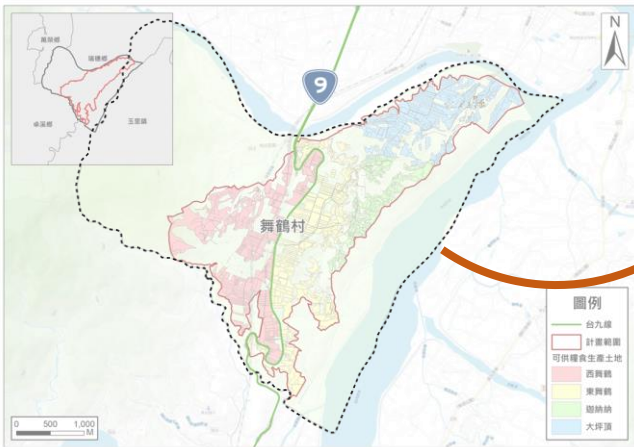 萬榮鄉
瑞穗鄉
卓溪鄉
玉里鎮
N
9
舞鶴村
圖例
台九線
計畫範圍
可供糧食生產土地
西舞鶴
東舞鶴
迦納納
大坪頂
0 500 1,000
M